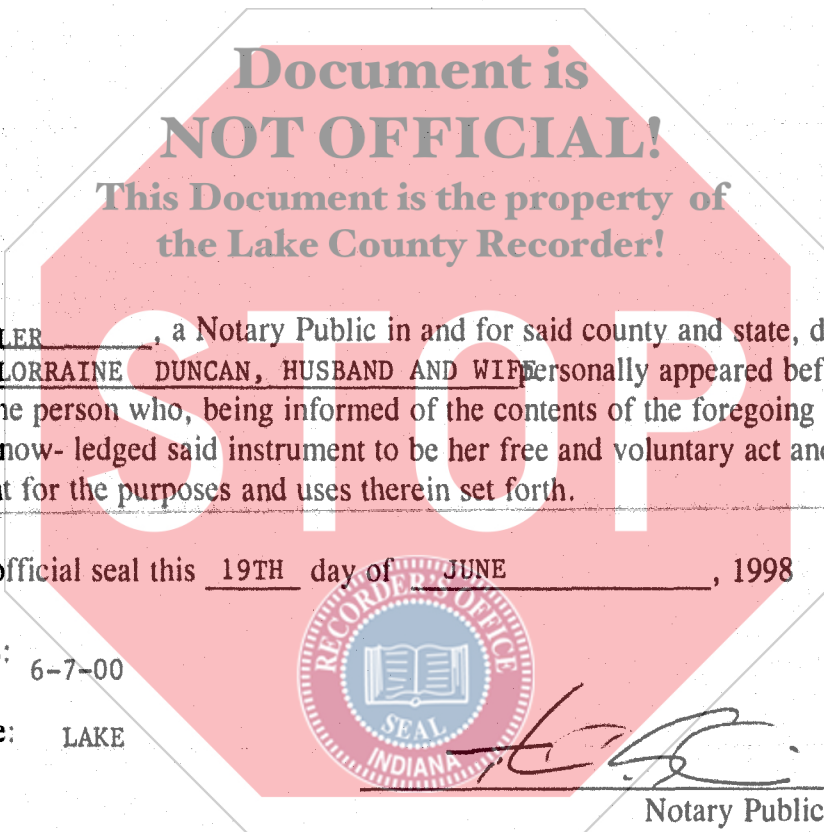 Document is
NOT OFFICIAL!
This Document is the property of
the Lake County Recorder!
STOP
LER, a Notary Public in and for said county and state, d
LORRAINE DUNCAN, HUSBAND AND WIFE personally appeared bef
ne person who, being informed of the contents of the foregoing
now- ledged said instrument to be her free and voluntary act and
t for the purposes and uses therein set forth.
official seal this 19TH day of JUNE, 1998
RECORDER'S OFFICE
SEAL
INDIANA
: 6-7-00
e: LAKE
Notary Public